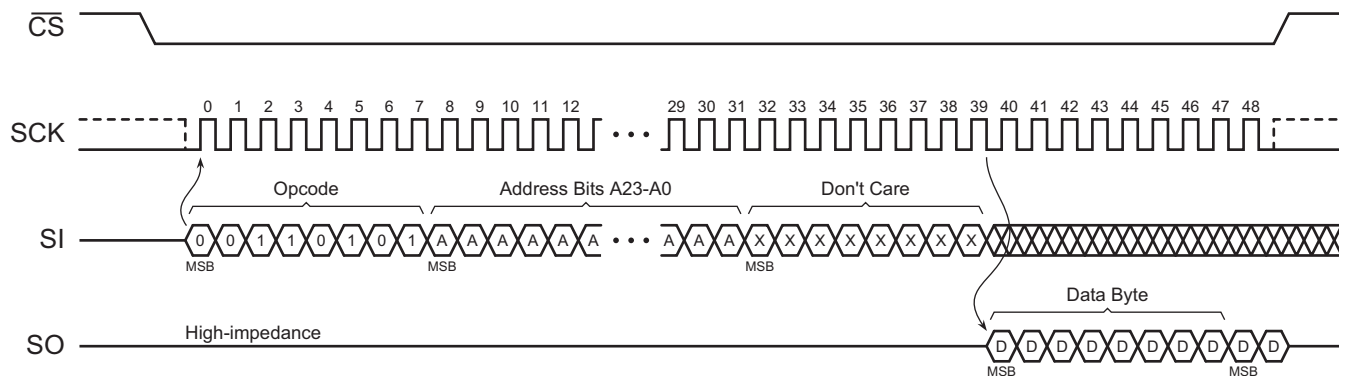 CS
0 1 2 3 4 5 6 7 8 9 10 11 12 29 30 31 32 33 34 35 36 37 38 39 40 41 42 43 44 45 46 47 48
SCK • • •
Opcode Address Bits A23-A0 Don't Care
SI 0 0 1 1 0 1 0 1 A A A A A A • • • A A A X X X X X X X X
MSB MSB MSB
Data Byte
High-impedance
SO D D D D D D D D D D
MSB MSB